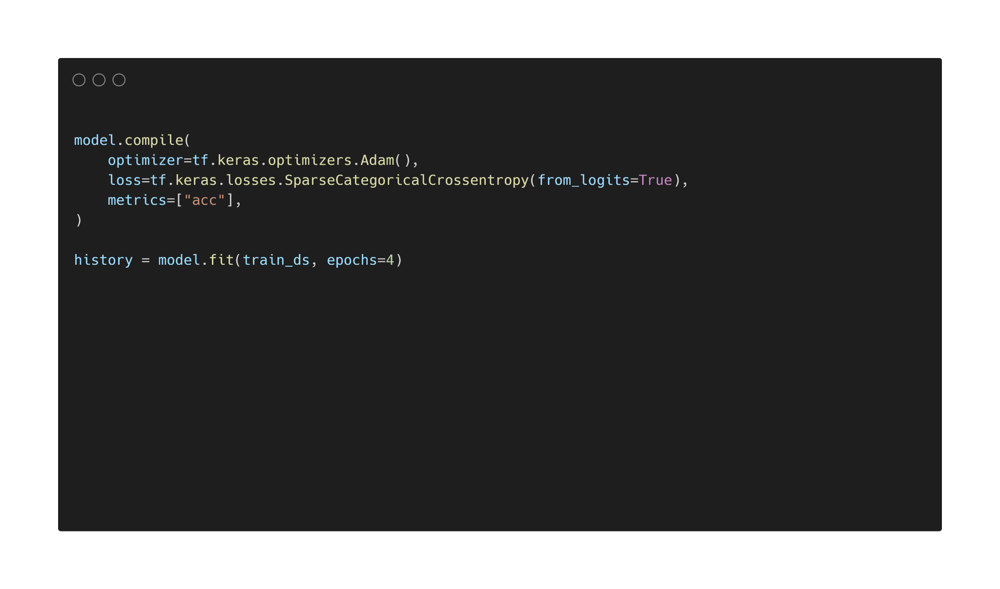 model.compile(
    optimizer=tf.keras.optimizers.Adam(),
    loss=tf.keras.losses.SparseCategoricalCrossentropy(from_logits=True),
    metrics=["acc"],
)

history = model.fit(train_ds, epochs=4)